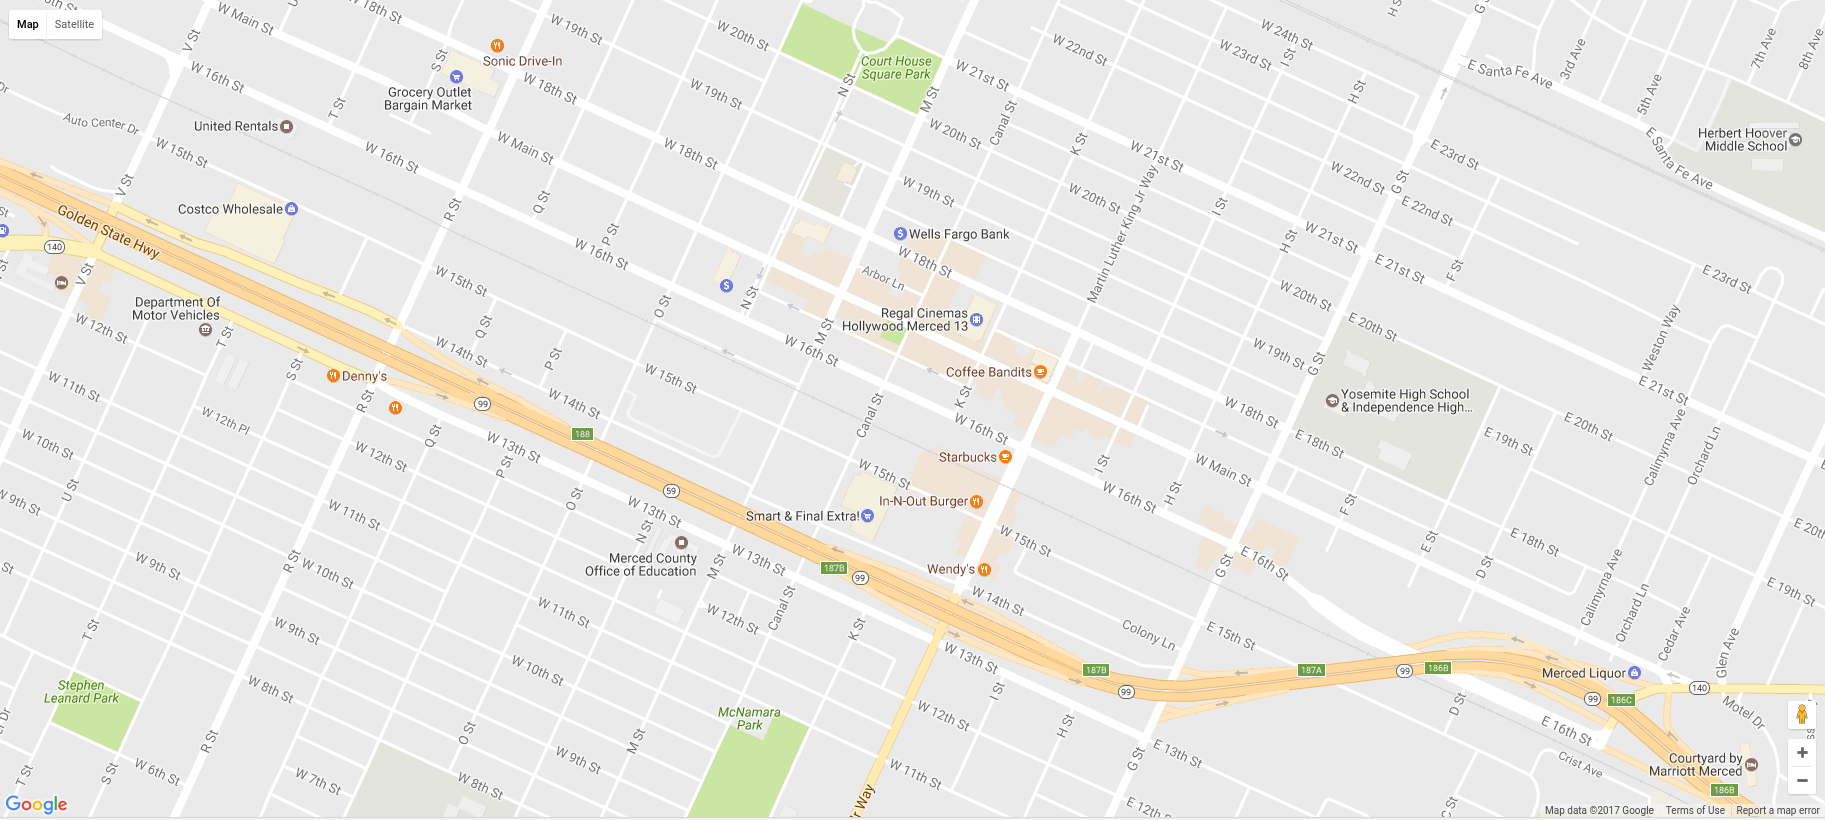 Map
Satellite
V St
W Main St
W 18th St
W 19th St
W 20th St
Court House
Square Park
N St
M St
W 21st St
W 22nd St
W 23rd St
W 24th St
I St
H St
G St
E Santa Fe Ave
3rd Ave
5th Ave
7th Ave
8th Ave
S St
Sonic Drive-In
Grocery Outlet
Bargain Market
W 16th St
W 18th St
W 19th St
T St
United Rentals
Auto Center Dr
W 15th St
W 16th St
W Main St
W 18th St
W 20th St
Canal St
K St
W 21st St
H St
E 23rd St
E Santa Fe Ave
Herbert Hoover
Middle School
V St
Costco Wholesale
R St
Q St
P St
W 19th St
W 20th St
Martin Luther King Jr Way
I St
G St
W 22nd St
E 22nd St
Golden State Hwy
140
V St
W 16th St
Wells Fargo Bank
W 18th St
Arbor Ln
H St
W 21st St
E 21st St
F St
E 23rd St
Department Of
Motor Vehicles
W 12th St
T St
W 15th St
Q St
O St
N St
M St
Regal Cinemas
Hollywood Merced 13
W 20th St
E 20th St
Weston Way
S St
Denny's
W 14th St
P St
W 15th St
W 16th St
Coffee Bandits
W 19th St
G St
E 21st St
W 11th St
R St
99
W 14th St
Canal St
K St
W 16th St
W 18th St
Yosemite High School
& Independence High...
W 12th Pl
Q St
188
W 10th St
W 12th St
W 13th St
P St
59
O St
W 15th St
Starbucks
In-N-Out Burger
I St
W 16th St
H St
W Main St
E 18th St
F St
E 19th St
E 20th St
Calimyrna Ave
Orchard Ln
U St
W 9th St
W 11th St
N St
W 13th St
Smart & Final Extra!
W 15th St
E St
E 18th St
E 20th
R St
W 9th St
W 10th St
Merced County
Office of Education
M St
W 13th St
187B
99
Wendy's
G St
E 16th St
D St
E 19th St
T St
W 9th St
W 11th St
W 12th St
Canal St
K St
W 14th St
Colony Ln
E 15th St
Calimyrna Ave
Orchard Ln
Cedar Ave
Glen Ave
Stephen
Leanard Park
W 8th St
W 10th St
W 13th St
I St
187B
99
187A
99
186B
Merced Liquor
99
186C
140
R St
O St
M St
McNamara
Park
W 12th St
H St
G St
D St
E 16th St
Motel Dr
T St
S St
W 6th St
W 7th St
W 9th St
W 8th St
W 11th St
E 13th St
Crist Ave
Courtyard by
Marriott Merced
186B
E 12th St
Google
Map data ©2017 Google
Terms of Use
Report a map error